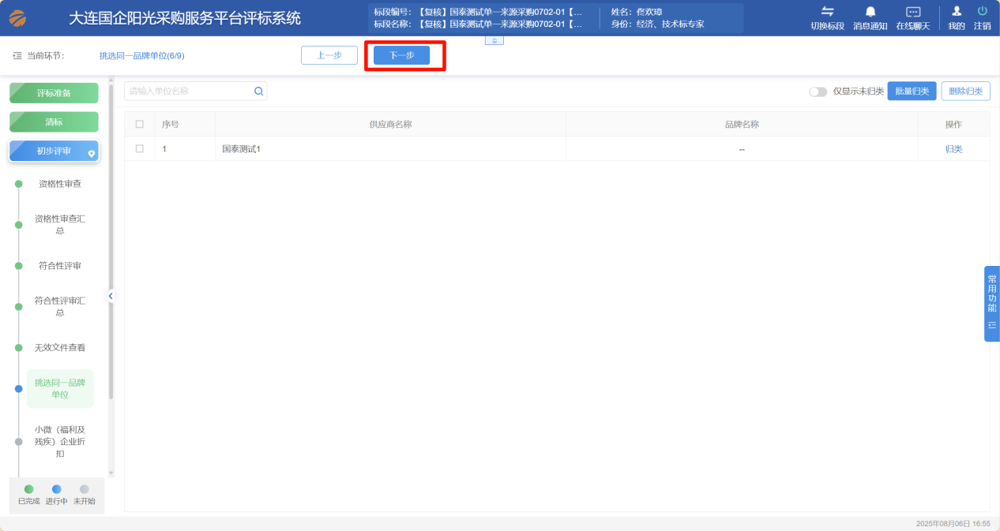 大连国企阳光采购服务平台评标系统
标段编号：【复核】国泰测试单一来源采购0702-01【...
标段名称：【复核】国泰测试单一来源采购0702-01【...
姓名：佟欢璋
身份：经济、技术标专家
切换标段
消息通知
在线聊天
我的
注销
当前环节：
挑选同一品牌单位(6/9)
上一步
下一步
评标准备
清标
初步评审
资格性审查
资格性审查汇
总
符合性评审
符合性评审汇
总
无效文件查看
挑选同一品牌
单位
小微（福利及
残疾）企业折
扣
已完成 进行中 未开始
请输入单位名称
仅显示未归类
批量归类
删除归类
序号 供应商名称 品牌名称 操作
1 国泰测试1 -- 归类
常用功能
2025年08月06日 16:55